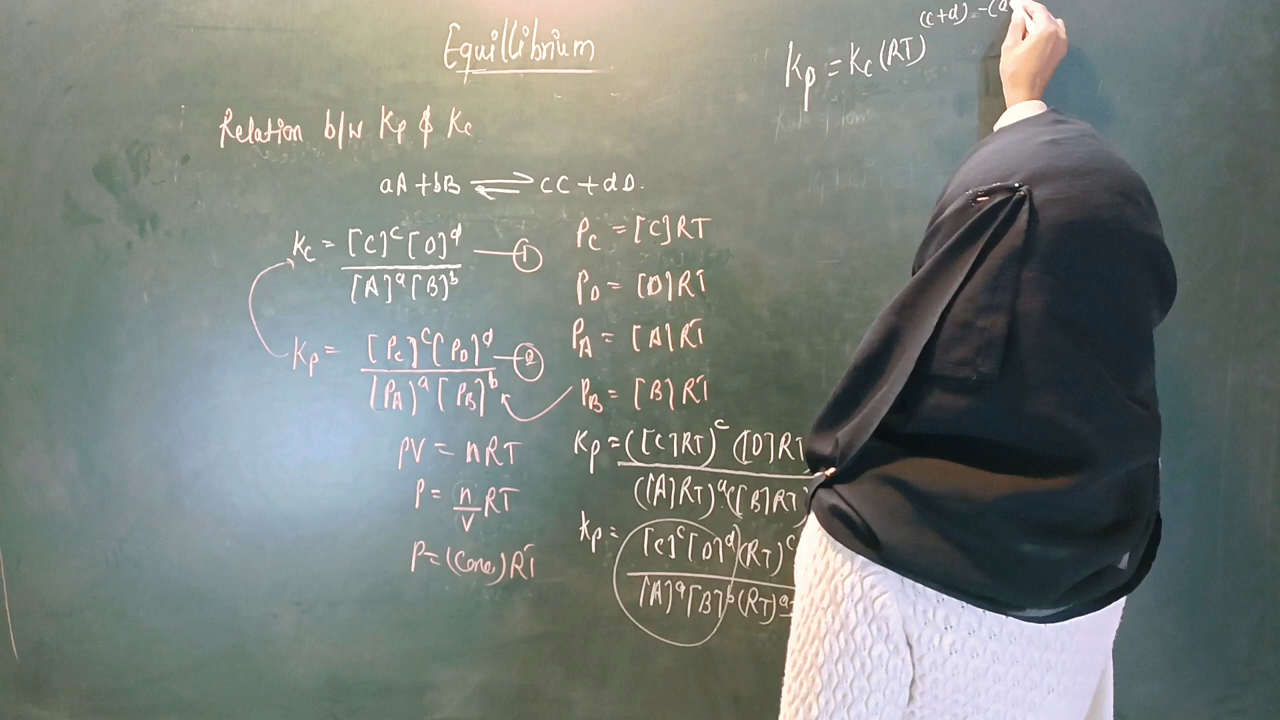 Equillibrium
Relation b/w Kp & Kc
aA + bB ⇌ cC + dD.
Kc = [C]^c [D]^d / [A]^a [B]^b —①
Kp = [Pc]^c [PD]^d / [PA]^a [PB]^b —②
PV = nRT
P = n/V RT
P = (Conc) RT
Pc = [C]RT
PD = [D]RT
PA = [A]RT
PB = [B]RT
Kp = ([C]RT)^c ([D]RT / ([A]RT)^a ([B]RT)
Kp = [C]^c [D]^d (RT)^c / [A]^a [B]^b (RT)^a
Kp = Kc (RT)^(c+d) - (a